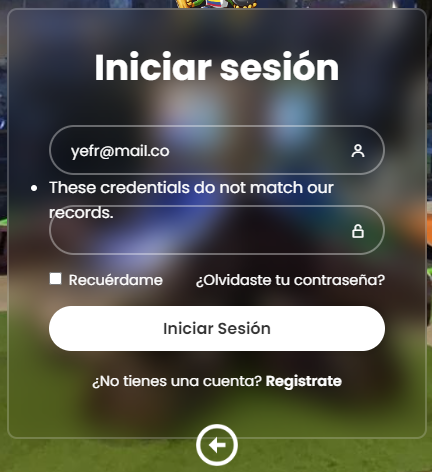 Iniciar sesión
yefr@mail.co
These credentials do not match our
records.
Recuérdame ¿Olvidaste tu contraseña?
Iniciar Sesión
¿No tienes una cuenta? Registrate